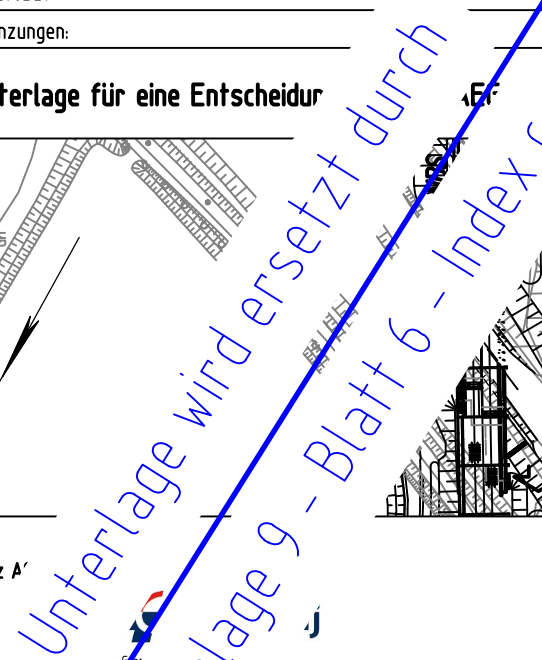 nzungen:
terlage für eine Entscheidur
Unterlage wird ersetzt durch
lage 9 - Blatt 6 - Index